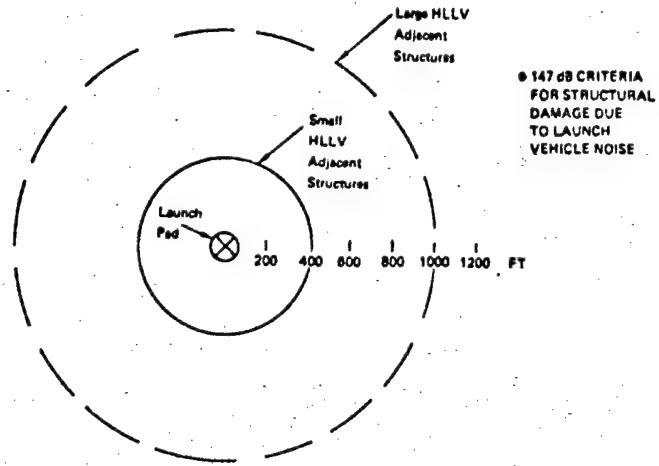 Large HLLV
Adjacent
Structures
● 147 dB CRITERIA
FOR STRUCTURAL
DAMAGE DUE
TO LAUNCH
VEHICLE NOISE
Small
HLLV
Adjacent
Structures
Launch
Pad
200 400 600 800 1000 1200 FT